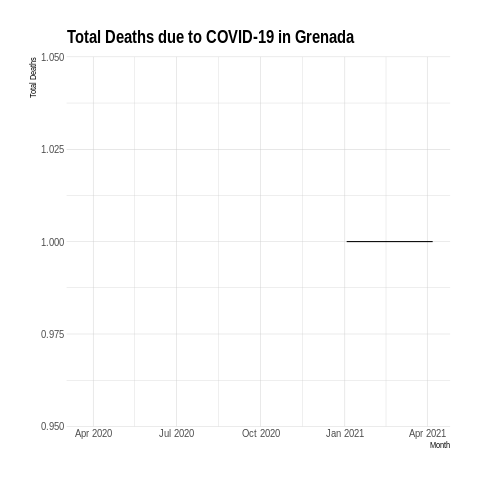 Total Deaths due to COVID-19 in Grenada
Total Deaths
1.050
1.025
1.000
0.975
0.950
Apr 2020 Jul 2020 Oct 2020 Jan 2021 Apr 2021
Month